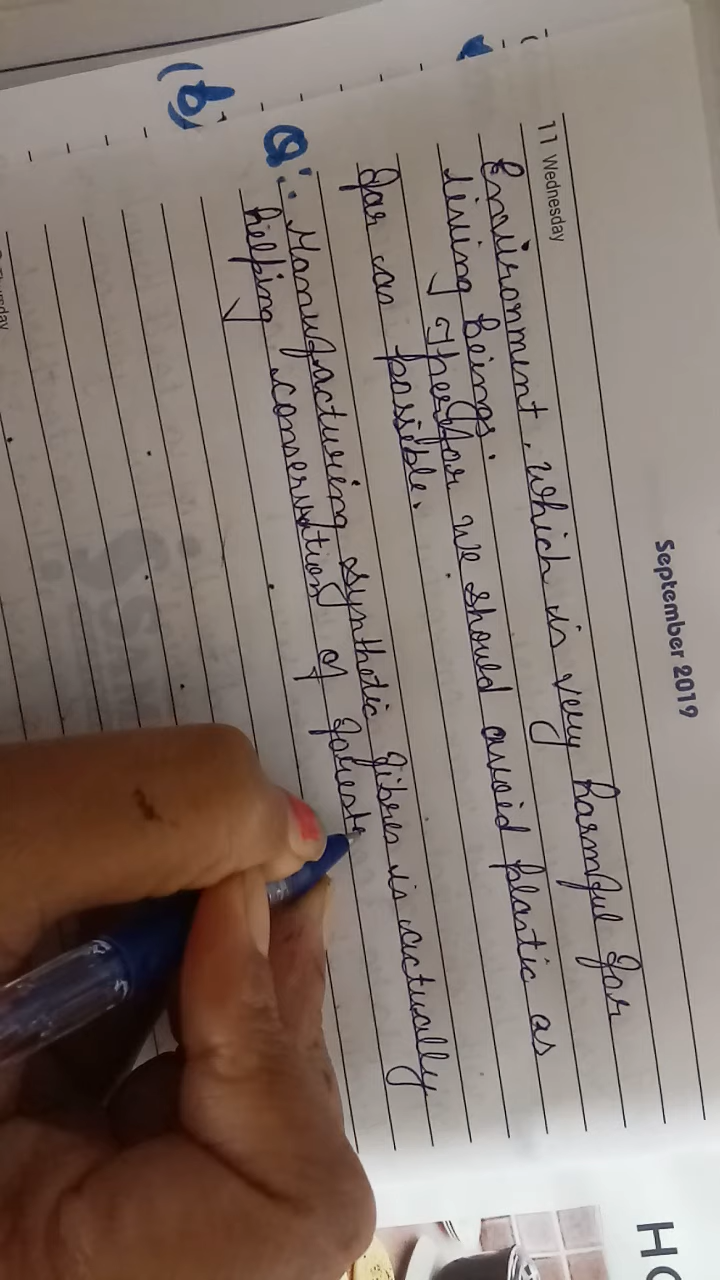 September 2019
11 Wednesday
Environment, which is very harmful for
living beings.
Therefor we should avoid plastic as
far as possible.
Q:. Manufacturing synthetic fibres is actually
helping conservation of forests
(b)